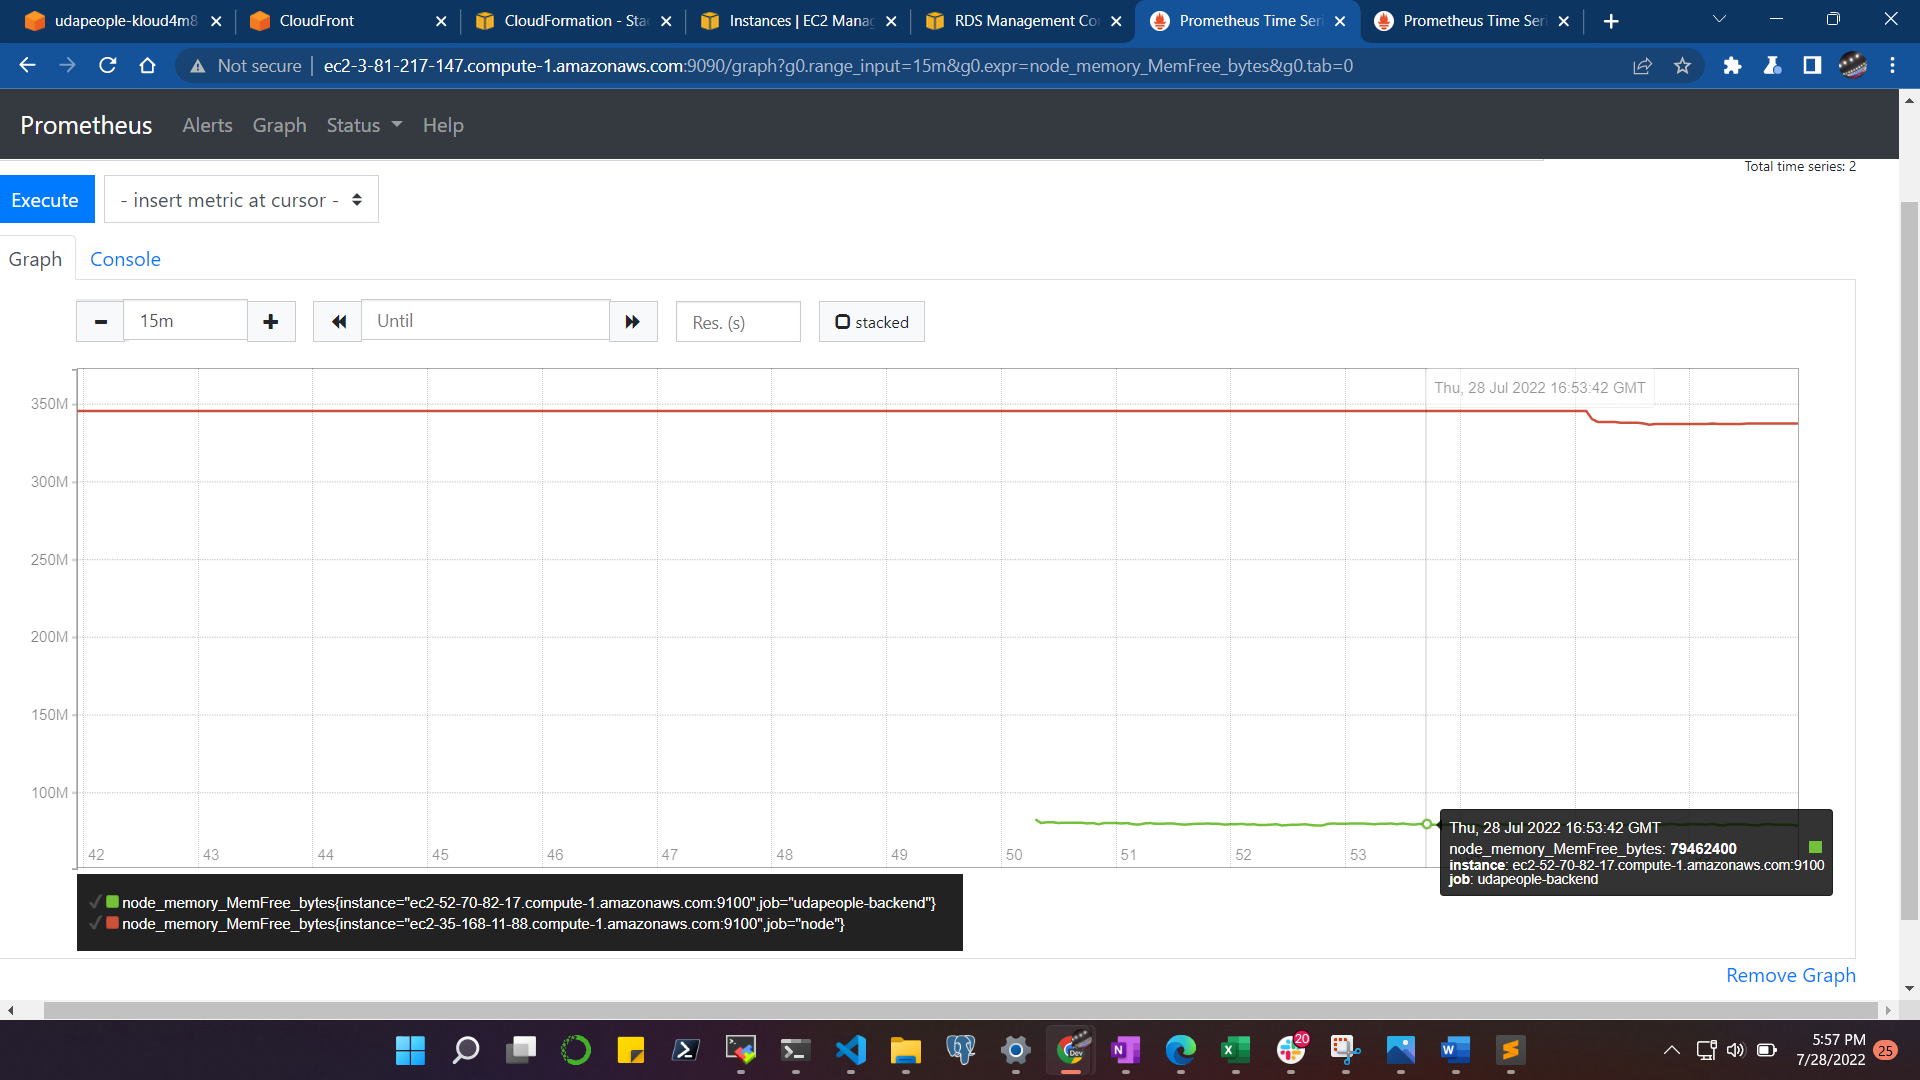 udapeople-kloud4m8
CloudFront
CloudFormation - Stac
Instances | EC2 Manag
RDS Management Co
Prometheus Time Seri
Prometheus Time Seri
Not secure
ec2-3-81-217-147.compute-1.amazonaws.com:9090/graph?g0.range_input=15m&g0.expr=node_memory_MemFree_bytes&g0.tab=0
Prometheus Alerts Graph Status Help
Total time series: 2
Execute
- insert metric at cursor -
Graph Console
15m
Until
Res. (s)
stacked
Thu, 28 Jul 2022 16:53:42 GMT
350M
300M
250M
200M
150M
100M
42 43 44 45 46 47 48 49 50 51 52 53
Thu, 28 Jul 2022 16:53:42 GMT
node_memory_MemFree_bytes: 79462400
instance: ec2-52-70-82-17.compute-1.amazonaws.com:9100
job: udapeople-backend
node_memory_MemFree_bytes{instance="ec2-52-70-82-17.compute-1.amazonaws.com:9100",job="udapeople-backend"}
node_memory_MemFree_bytes{instance="ec2-35-168-11-88.compute-1.amazonaws.com:9100",job="node"}
Remove Graph
Dev
20
5:57 PM
7/28/2022
25